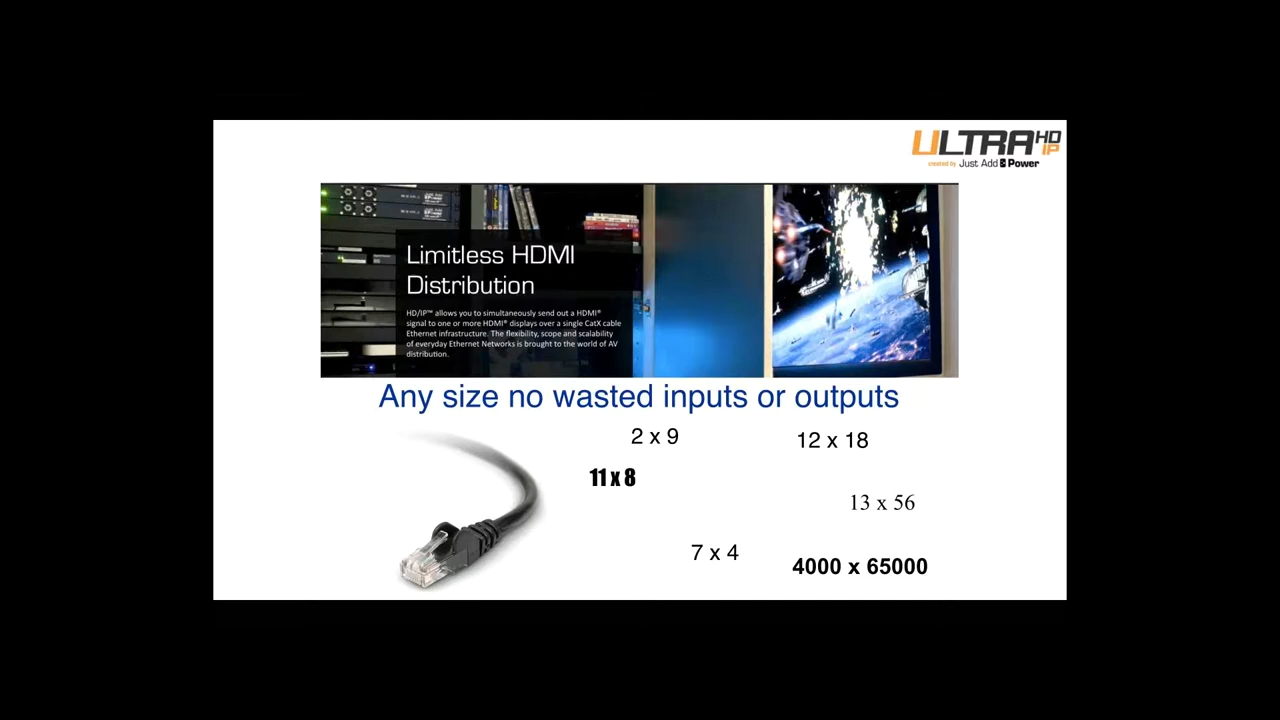 ULTRA HD IP
created by Just Add Power
Limitless HDMI
Distribution
HD/IP™ allows you to simultaneously send out a HDMI®
signal to one or more HDMI® displays over a single CatX cable
Ethernet infrastructure. The flexibility, scope and scalability
of everyday Ethernet Networks is brought to the world of AV
distribution.
Any size no wasted inputs or outputs
2 x 9
12 x 18
11 x 8
13 x 56
7 x 4
4000 x 65000